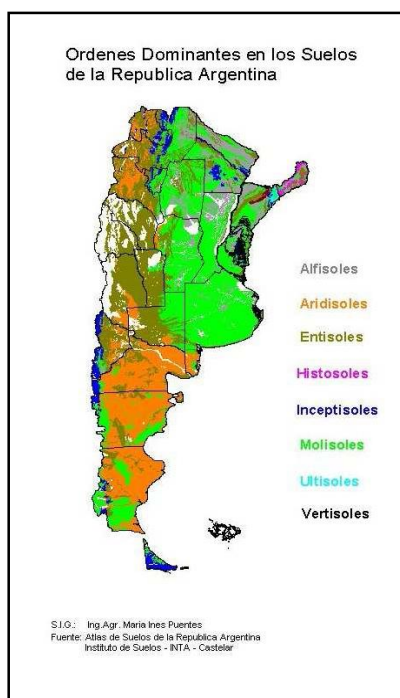 Ordenes Dominantes en los Suelos
de la Republica Argentina
Alfisoles
Aridisoles
Entisoles
Histosoles
Inceptisoles
Molisoles
Ultisoles
Vertisoles
S.I.G.: Ing.Agr. Maria Ines Puentes
Fuente: Atlas de Suelos de la Republica Argentina
Instituto de Suelos - INTA - Castelar